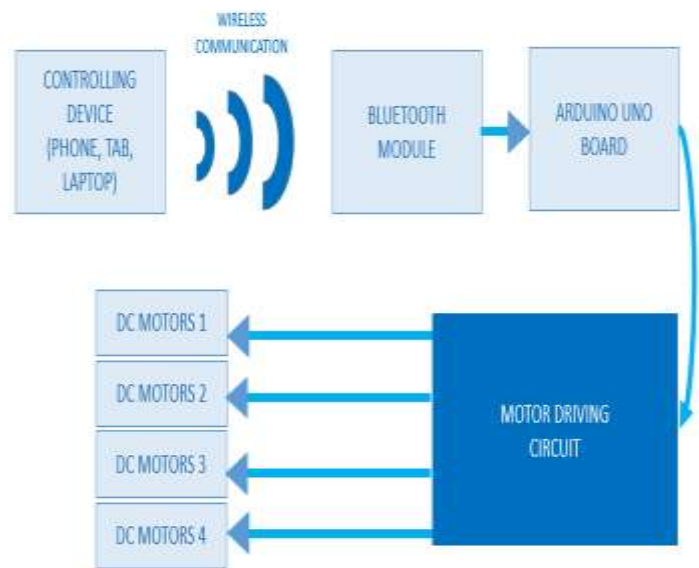 WIRELESS
COMMUNICATION
CONTROLLING
DEVICE
(PHONE, TAB,
LAPTOP)
BLUETOOTH
MODULE
ARDUINO UNO
BOARD
DC MOTORS 1
DC MOTORS 2
DC MOTORS 3
DC MOTORS 4
MOTOR DRIVING
CIRCUIT